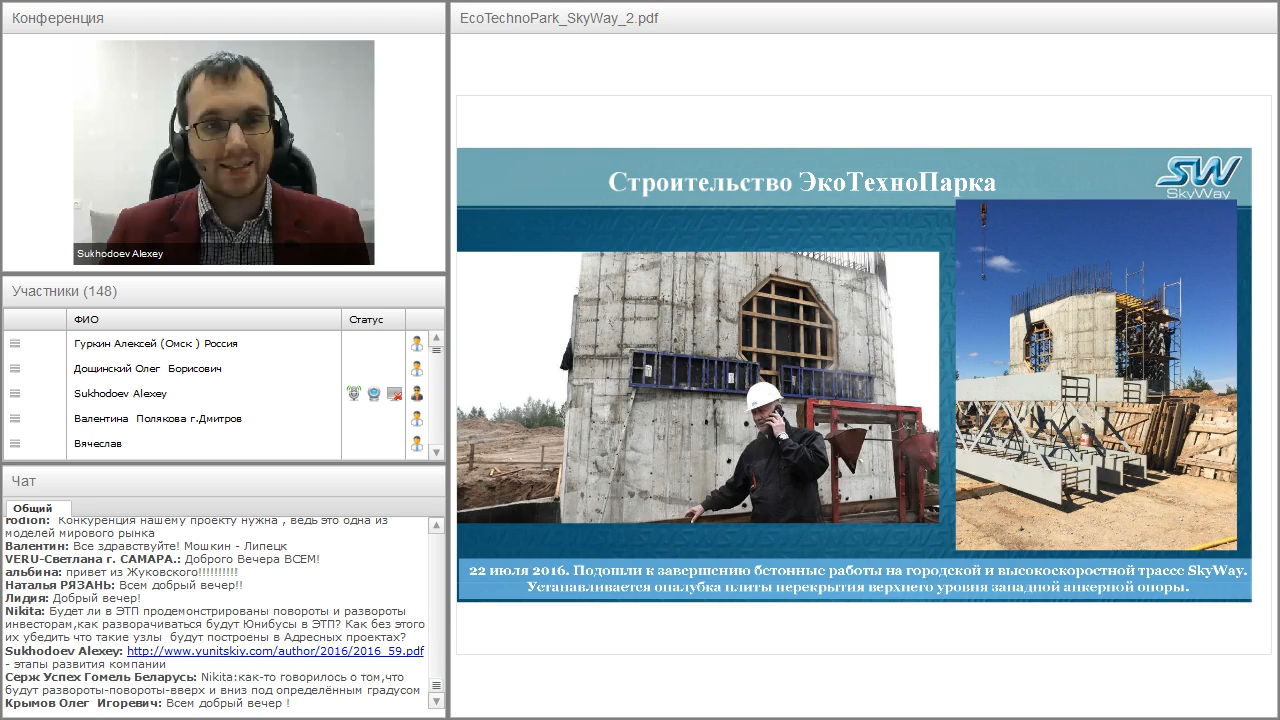 Конференция
Sukhodoev Alexey
Участники (148)
ФИО Статус
Гуркин Алексей (Омск ) Россия
Дощинский Олег Борисович
Sukhodoev Alexey
Валентина Полякова г.Дмитров
Вячеслав
Чат
Общий
rodion: Конкуренция нашему проекту нужна , ведь это одна из
моделей мирового рынка
Валентин: Все здравствуйте! Мошкин - Липецк
VERU-Светлана г. САМАРА.: Доброго Вечера ВСЕМ!
альбина: привет из Жуковского!!!!!!!!!!
Наталья РЯЗАНЬ: Всем добрый вечер!!
Лидия: Добрый вечер!
Nikita: Будет ли в ЭТП продемонстрированы повороты и развороты
инвесторам,как разворачиваться будут Юнибусы в ЭТП? Как без этого
их убедить что такие узлы будут построены в Адресных проектах?
Sukhodoev Alexey: http://www.yunitskiy.com/author/2016/2016_59.pdf
- этапы развития компании
Серж Успех Гомель Беларусь: Nikita:как-то говорилось о том,что
будут развороты-повороты-вверх и вниз под определённым градусом
Крымов Олег Игоревич: Всем добрый вечер !
EcoTechnoPark_SkyWay_2.pdf
Строительство ЭкоТехноПарка
SW
SkyWay
22 июля 2016. Подошли к завершению бетонные работы на городской и высокоскоростной трассе SkyWay.
Устанавливается опалубка плиты перекрытия верхнего уровня западной анкерной опоры.